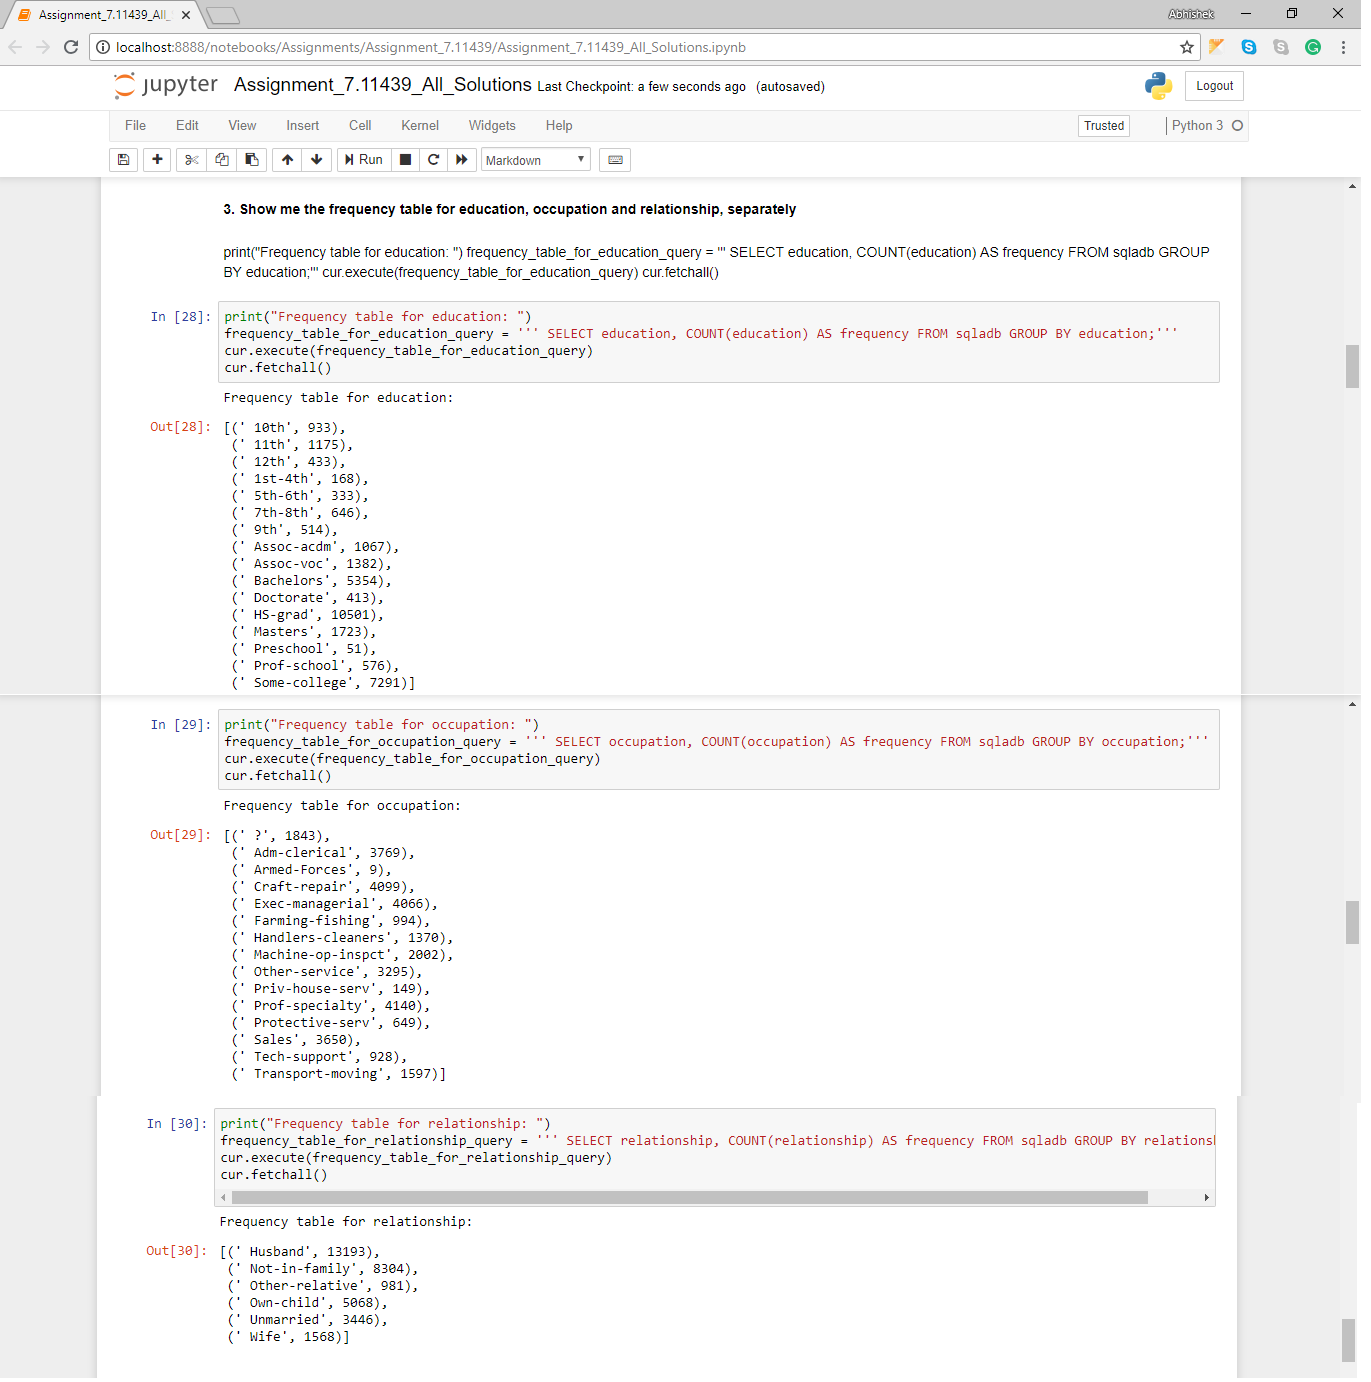 Assignment_7.11439_All_
Abhishek
localhost:8888/notebooks/Assignments/Assignment_7.11439/Assignment_7.11439_All_Solutions.ipynb
jupyter Assignment_7.11439_All_Solutions Last Checkpoint: a few seconds ago (autosaved)
Logout
File Edit View Insert Cell Kernel Widgets Help
Trusted
Python 3
Run
Markdown
3. Show me the frequency table for education, occupation and relationship, separately
print("Frequency table for education: ") frequency_table_for_education_query = ''' SELECT education, COUNT(education) AS frequency FROM sqladb GROUP
BY education;''' cur.execute(frequency_table_for_education_query) cur.fetchall()
In [28]: print("Frequency table for education: ")
frequency_table_for_education_query = ''' SELECT education, COUNT(education) AS frequency FROM sqladb GROUP BY education;'''
cur.execute(frequency_table_for_education_query)
cur.fetchall()
Frequency table for education:
Out[28]: [(' 10th', 933),
(' 11th', 1175),
(' 12th', 433),
(' 1st-4th', 168),
(' 5th-6th', 333),
(' 7th-8th', 646),
(' 9th', 514),
(' Assoc-acdm', 1067),
(' Assoc-voc', 1382),
(' Bachelors', 5354),
(' Doctorate', 413),
(' HS-grad', 10501),
(' Masters', 1723),
(' Preschool', 51),
(' Prof-school', 576),
(' Some-college', 7291)]
In [29]: print("Frequency table for occupation: ")
frequency_table_for_occupation_query = ''' SELECT occupation, COUNT(occupation) AS frequency FROM sqladb GROUP BY occupation;'''
cur.execute(frequency_table_for_occupation_query)
cur.fetchall()
Frequency table for occupation:
Out[29]: [(' ?', 1843),
(' Adm-clerical', 3769),
(' Armed-Forces', 9),
(' Craft-repair', 4099),
(' Exec-managerial', 4066),
(' Farming-fishing', 994),
(' Handlers-cleaners', 1370),
(' Machine-op-inspct', 2002),
(' Other-service', 3295),
(' Priv-house-serv', 149),
(' Prof-specialty', 4140),
(' Protective-serv', 649),
(' Sales', 3650),
(' Tech-support', 928),
(' Transport-moving', 1597)]
In [30]: print("Frequency table for relationship: ")
frequency_table_for_relationship_query = ''' SELECT relationship, COUNT(relationship) AS frequency FROM sqladb GROUP BY relations
cur.execute(frequency_table_for_relationship_query)
cur.fetchall()
Frequency table for relationship:
Out[30]: [(' Husband', 13193),
(' Not-in-family', 8304),
(' Other-relative', 981),
(' Own-child', 5068),
(' Unmarried', 3446),
(' Wife', 1568)]